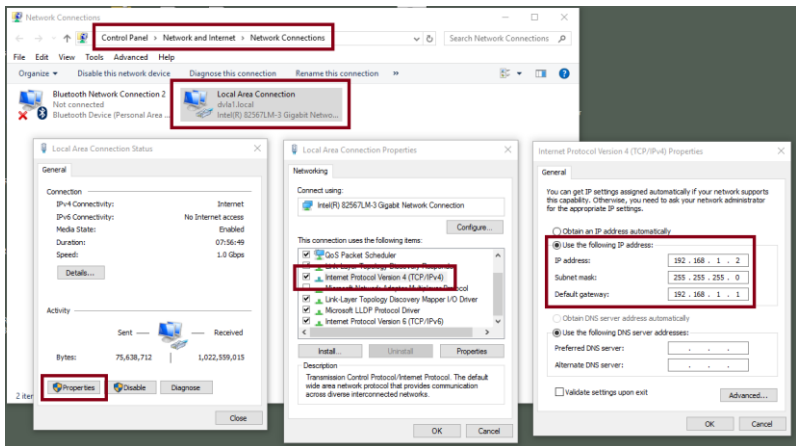 Network Connections
Control Panel > Network and Internet > Network Connections
Search Network Connections
File Edit View Tools Advanced Help
Organize Disable this network device Diagnose this connection Rename this connection »
Bluetooth Network Connection 2
Not connected
Bluetooth Device (Personal Area ...
Local Area Connection
dvla1.local
Intel(R) 82567LM-3 Gigabit Netwo...
2 iter
Local Area Connection Status
General
Connection
IPv4 Connectivity: Internet
IPv6 Connectivity: No Internet access
Media State: Enabled
Duration: 07:56:49
Speed: 1.0 Gbps
Details...
Activity
Sent Received
Bytes: 75,638,712 1,022,559,015
Properties Disable Diagnose
Close
Local Area Connection Properties
Networking
Connect using:
Intel(R) 82567LM-3 Gigabit Network Connection
Configure...
This connection uses the following items:
QoS Packet Scheduler
Link-Layer Topology Discovery Responder
Internet Protocol Version 4 (TCP/IPv4)
Microsoft Network Adapter Multiplexor Protocol
Link-Layer Topology Discovery Mapper I/O Driver
Microsoft LLDP Protocol Driver
Internet Protocol Version 6 (TCP/IPv6)
Install... Uninstall Properties
Description
Transmission Control Protocol/Internet Protocol. The default
wide area network protocol that provides communication
across diverse interconnected networks.
OK Cancel
Internet Protocol Version 4 (TCP/IPv4) Properties
General
You can get IP settings assigned automatically if your network supports
this capability. Otherwise, you need to ask your network administrator
for the appropriate IP settings.
Obtain an IP address automatically
Use the following IP address:
IP address: 192 . 168 . 1 . 2
Subnet mask: 255 . 255 . 255 . 0
Default gateway: 192 . 168 . 1 . 1
Obtain DNS server address automatically
Use the following DNS server addresses:
Preferred DNS server: . . .
Alternate DNS server: . . .
Validate settings upon exit
Advanced...
OK Cancel